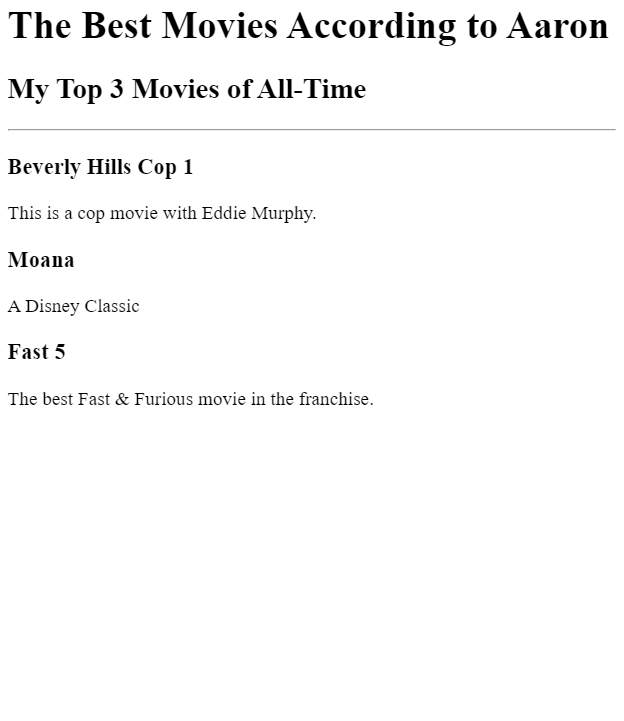 The Best Movies According to Aaron
My Top 3 Movies of All-Time
Beverly Hills Cop 1
This is a cop movie with Eddie Murphy.
Moana
A Disney Classic
Fast 5
The best Fast & Furious movie in the franchise.